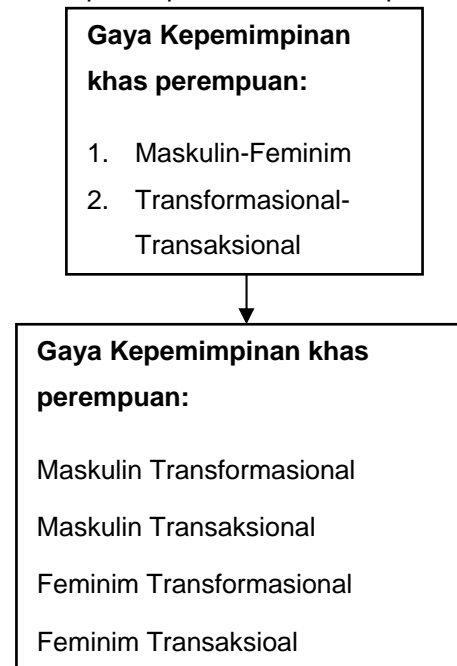 Gaya Kepemimpinan
khas perempuan:
1. Maskulin-Feminim
2. Transformasional-
Transaksional
Gaya Kepemimpinan khas
perempuan:
Maskulin Transformasional
Maskulin Transaksional
Feminim Transformasional
Feminim Transaksioal